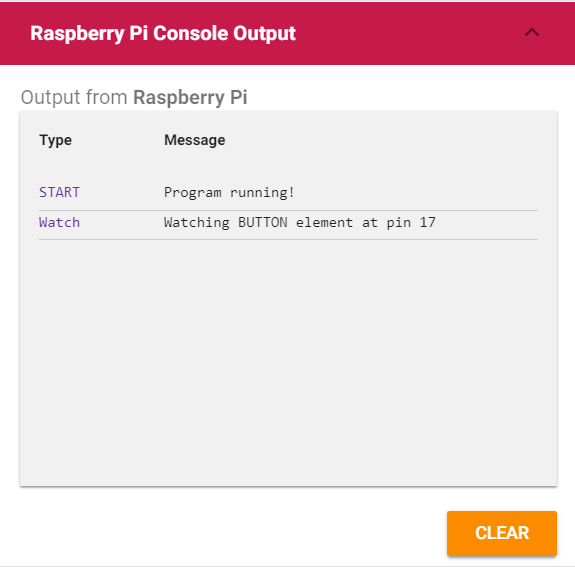 Raspberry Pi Console Output
Output from Raspberry Pi
Type Message
START Program running!
Watch Watching BUTTON element at pin 17
CLEAR